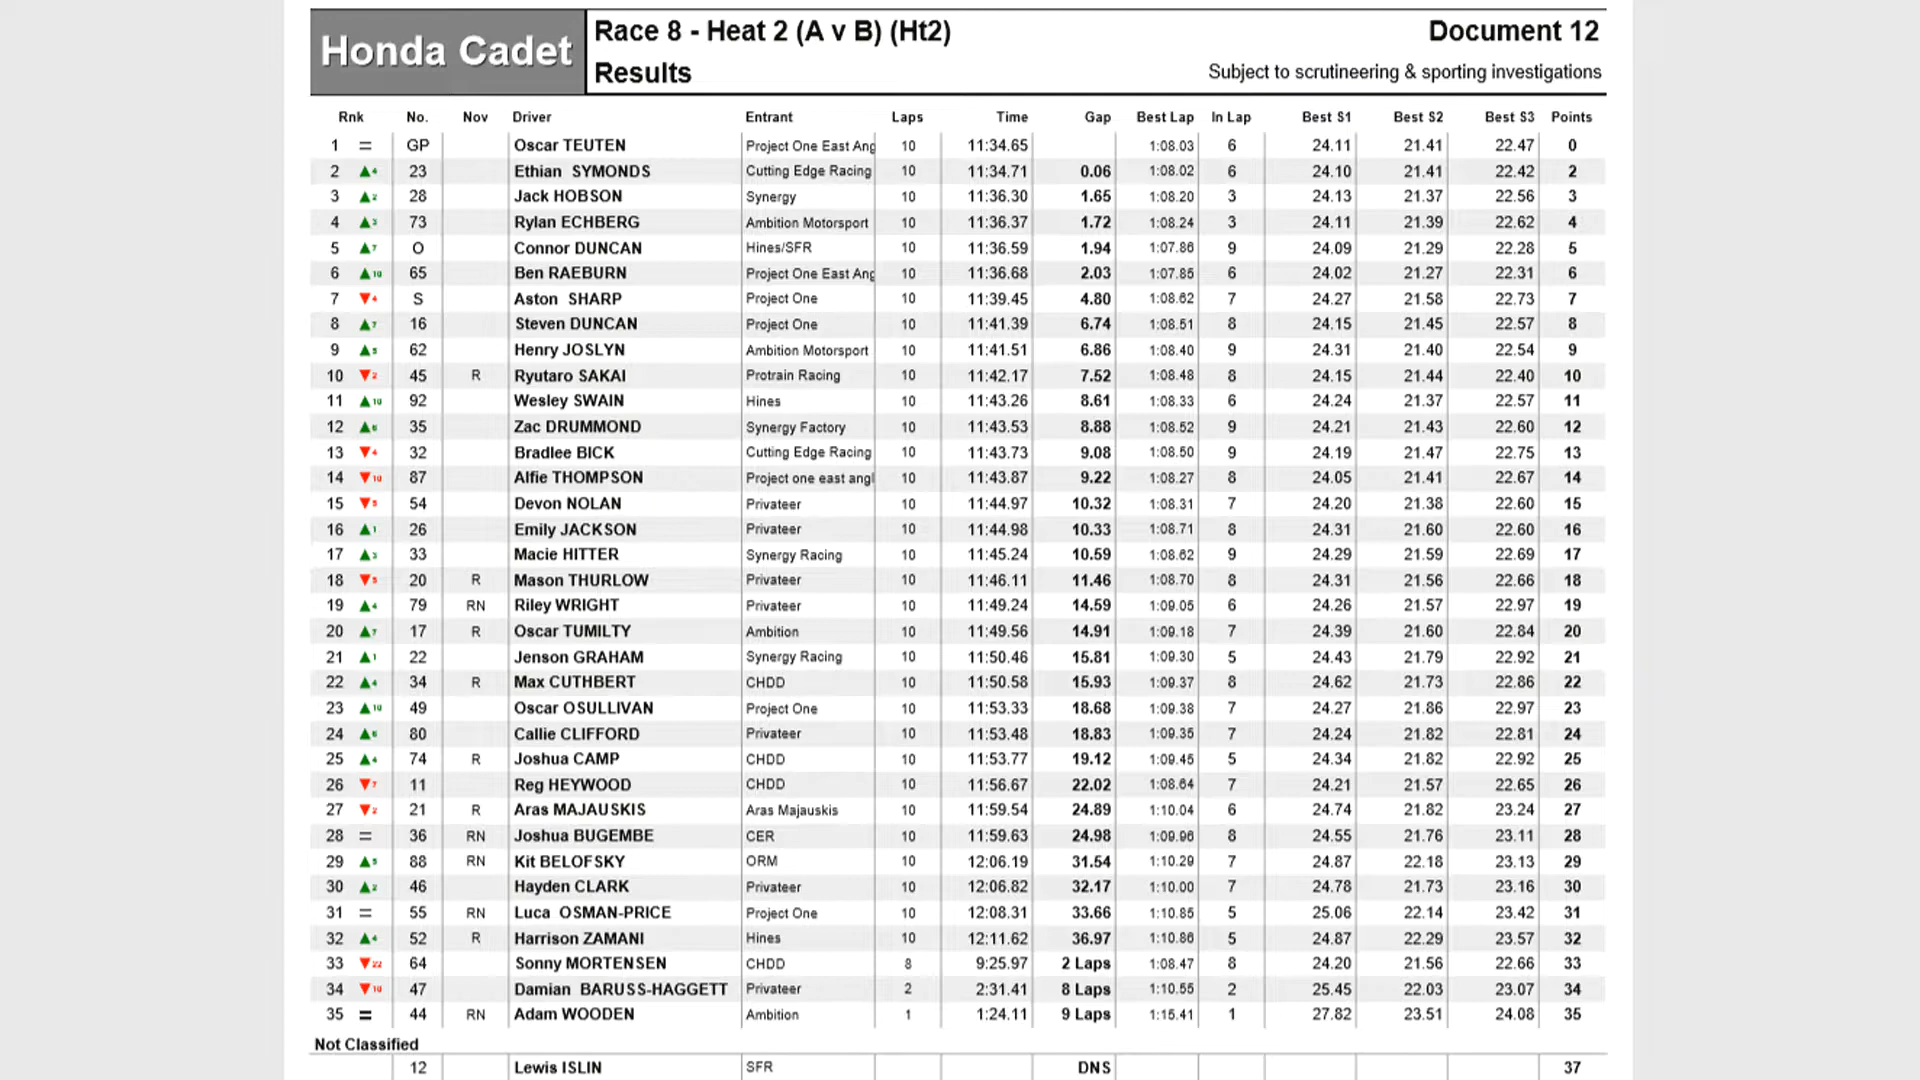 Honda Cadet
Race 8 - Heat 2 (A v B) (Ht2)
Document 12
Results
Subject to scrutineering & sporting investigations
Rnk No. Nov Driver Entrant Laps Time Gap Best Lap In Lap Best S1 Best S2 Best S3 Points
1 = GP Oscar TEUTEN Project One East Ang 10 11:34.65 1:08.03 6 24.11 21.41 22.47 0
2 ▲4 23 Ethian SYMONDS Cutting Edge Racing 10 11:34.71 0.06 1:08.02 6 24.10 21.41 22.42 2
3 ▲2 28 Jack HOBSON Synergy 10 11:36.30 1.65 1:08.20 3 24.13 21.37 22.56 3
4 ▲3 73 Rylan ECHBERG Ambition Motorsport 10 11:36.37 1.72 1:08.24 3 24.11 21.39 22.62 4
5 ▲7 O Connor DUNCAN Hines/SFR 10 11:36.59 1.94 1:07.86 9 24.09 21.29 22.28 5
6 ▲10 65 Ben RAEBURN Project One East Ang 10 11:36.68 2.03 1:07.85 6 24.02 21.27 22.31 6
7 ▼4 S Aston SHARP Project One 10 11:39.45 4.80 1:08.62 7 24.27 21.58 22.73 7
8 ▲7 16 Steven DUNCAN Project One 10 11:41.39 6.74 1:08.51 8 24.15 21.45 22.57 8
9 ▲5 62 Henry JOSLYN Ambition Motorsport 10 11:41.51 6.86 1:08.40 9 24.31 21.40 22.54 9
10 ▼2 45 R Ryutaro SAKAI Protrain Racing 10 11:42.17 7.52 1:08.48 8 24.15 21.44 22.40 10
11 ▲10 92 Wesley SWAIN Hines 10 11:43.26 8.61 1:08.33 6 24.24 21.37 22.57 11
12 ▲6 35 Zac DRUMMOND Synergy Factory 10 11:43.53 8.88 1:08.52 9 24.21 21.43 22.60 12
13 ▼4 32 Bradlee BICK Cutting Edge Racing 10 11:43.73 9.08 1:08.50 9 24.19 21.47 22.75 13
14 ▼10 87 Alfie THOMPSON Project one east angl 10 11:43.87 9.22 1:08.27 8 24.05 21.41 22.67 14
15 ▼5 54 Devon NOLAN Privateer 10 11:44.97 10.32 1:08.31 7 24.20 21.38 22.60 15
16 ▲1 26 Emily JACKSON Privateer 10 11:44.98 10.33 1:08.71 8 24.31 21.60 22.60 16
17 ▲3 33 Macie HITTER Synergy Racing 10 11:45.24 10.59 1:08.62 9 24.29 21.59 22.69 17
18 ▼5 20 R Mason THURLOW Privateer 10 11:46.11 11.46 1:08.70 8 24.31 21.56 22.66 18
19 ▲4 79 RN Riley WRIGHT Privateer 10 11:49.24 14.59 1:09.05 6 24.26 21.57 22.97 19
20 ▲7 17 R Oscar TUMILTY Ambition 10 11:49.56 14.91 1:09.18 7 24.39 21.60 22.84 20
21 ▲1 22 Jenson GRAHAM Synergy Racing 10 11:50.46 15.81 1:09.30 5 24.43 21.79 22.92 21
22 ▲4 34 R Max CUTHBERT CHDD 10 11:50.58 15.93 1:09.37 8 24.62 21.73 22.86 22
23 ▲10 49 Oscar OSULLIVAN Project One 10 11:53.33 18.68 1:09.38 7 24.27 21.86 22.97 23
24 ▲6 80 Callie CLIFFORD Privateer 10 11:53.48 18.83 1:09.35 7 24.24 21.82 22.81 24
25 ▲4 74 R Joshua CAMP CHDD 10 11:53.77 19.12 1:09.45 5 24.34 21.82 22.92 25
26 ▼7 11 Reg HEYWOOD CHDD 10 11:56.67 22.02 1:08.64 7 24.21 21.57 22.65 26
27 ▼2 21 R Aras MAJAUSKIS Aras Majauskis 10 11:59.54 24.89 1:10.04 6 24.74 21.82 23.24 27
28 = 36 RN Joshua BUGEMBE CER 10 11:59.63 24.98 1:09.96 8 24.55 21.76 23.11 28
29 ▲5 88 RN Kit BELOFSKY ORM 10 12:06.19 31.54 1:10.29 7 24.87 22.18 23.13 29
30 ▲2 46 Hayden CLARK Privateer 10 12:06.82 32.17 1:10.00 7 24.78 21.73 23.16 30
31 = 55 RN Luca OSMAN-PRICE Project One 10 12:08.31 33.66 1:10.85 5 25.06 22.14 23.42 31
32 ▲4 52 R Harrison ZAMANI Hines 10 12:11.62 36.97 1:10.86 5 24.87 22.29 23.57 32
33 ▼22 64 Sonny MORTENSEN CHDD 8 9:25.97 2 Laps 1:08.47 8 24.20 21.56 22.66 33
34 ▼10 47 Damian BARUSS-HAGGETT Privateer 2 2:31.41 8 Laps 1:10.55 2 25.45 22.03 23.07 34
35 = 44 RN Adam WOODEN Ambition 1 1:24.11 9 Laps 1:15.41 1 27.82 23.51 24.08 35
Not Classified
12 Lewis ISLIN SFR DNS 37